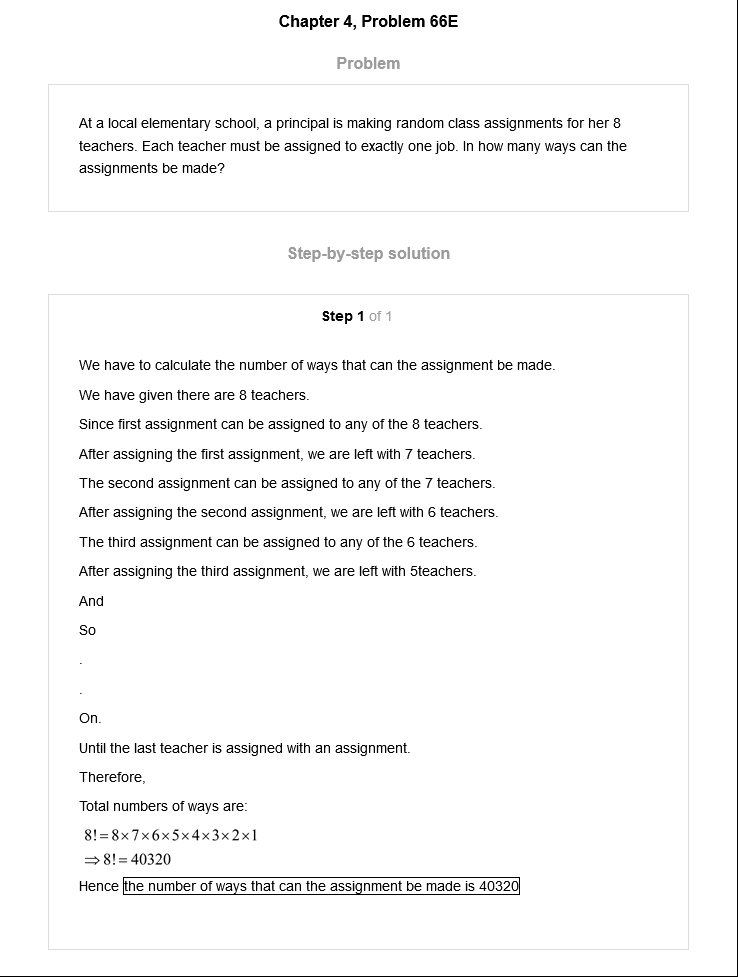 Chapter 4, Problem 66E
Problem
At a local elementary school, a principal is making random class assignments for her 8
teachers. Each teacher must be assigned to exactly one job. In how many ways can the
assignments be made?
Step-by-step solution
Step 1 of 1
We have to calculate the number of ways that can the assignment be made.
We have given there are 8 teachers.
Since first assignment can be assigned to any of the 8 teachers.
After assigning the first assignment, we are left with 7 teachers.
The second assignment can be assigned to any of the 7 teachers.
After assigning the second assignment, we are left with 6 teachers.
The third assignment can be assigned to any of the 6 teachers.
After assigning the third assignment, we are left with 5teachers.
And
So
.
.
On.
Until the last teacher is assigned with an assignment.
Therefore,
Total numbers of ways are:
8!=8×7×6×5×4×3×2×1
⇒8!=40320
Hence the number of ways that can the assignment be made is 40320